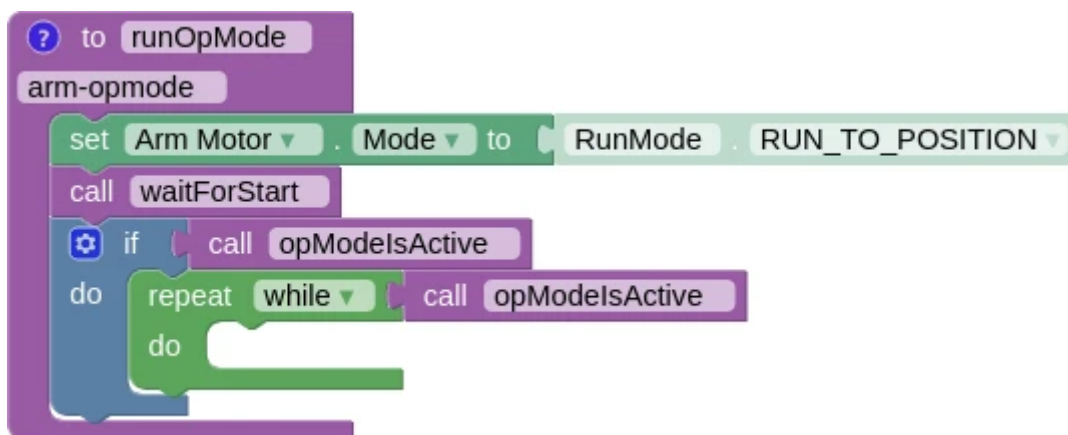 ? to runOpMode
arm-opmode
set Arm Motor ▾ . Mode ▾ to RunMode . RUN_TO_POSITION ▾
call waitForStart
if call opModeIsActive
do repeat while ▾ call opModeIsActive
do